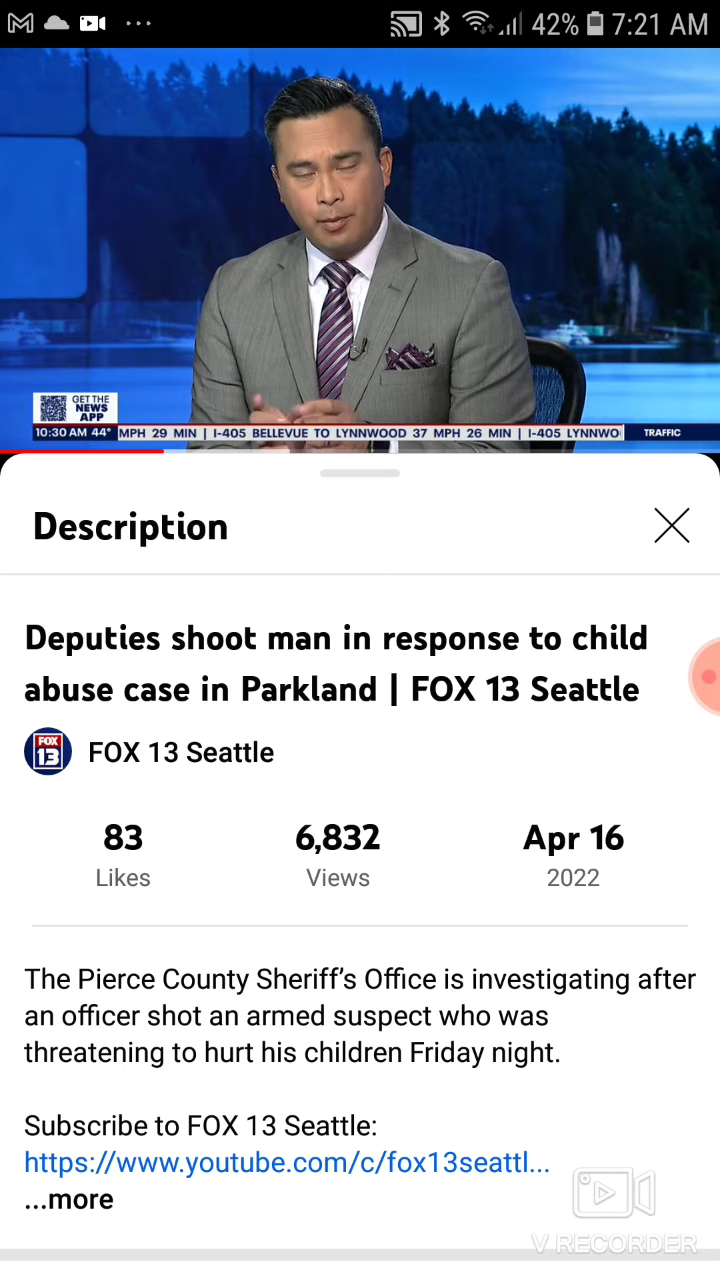 42% 7:21 AM
GET THE
NEWS
APP
10:30 AM 44° MPH 29 MIN | I-405 BELLEVUE TO LYNNWOOD 37 MPH 26 MIN | I-405 LYNNWO TRAFFIC
Description
Deputies shoot man in response to child
abuse case in Parkland | FOX 13 Seattle
FOX
13
FOX 13 Seattle
83 6,832 Apr 16
Likes Views 2022
The Pierce County Sheriff’s Office is investigating after
an officer shot an armed suspect who was
threatening to hurt his children Friday night.
Subscribe to FOX 13 Seattle:
https://www.youtube.com/c/fox13seattl...
...more
V RECORDER